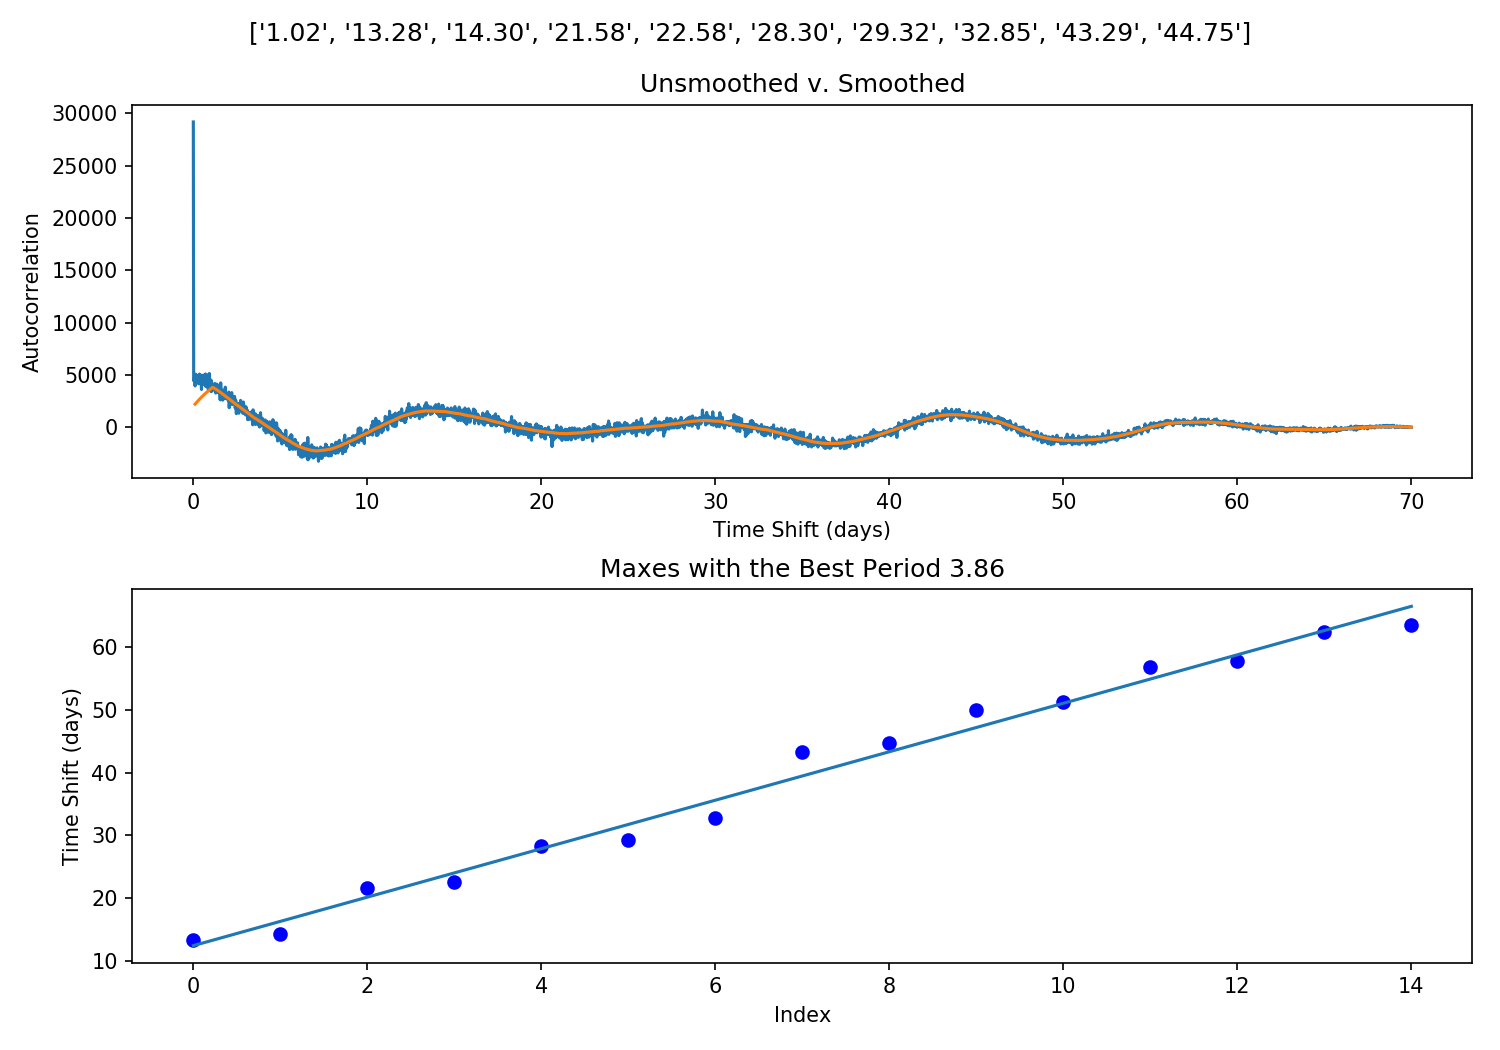 ['1.02', '13.28', '14.30', '21.58', '22.58', '28.30', '29.32', '32.85', '43.29', '44.75']
Unsmoothed v. Smoothed
Autocorrelation
30000
25000
20000
15000
10000
5000
0
0 10 20 30 40 50 60 70
Time Shift (days)
Maxes with the Best Period 3.86
Time Shift (days)
60
50
40
30
20
10
0 2 4 6 8 10 12 14
Index